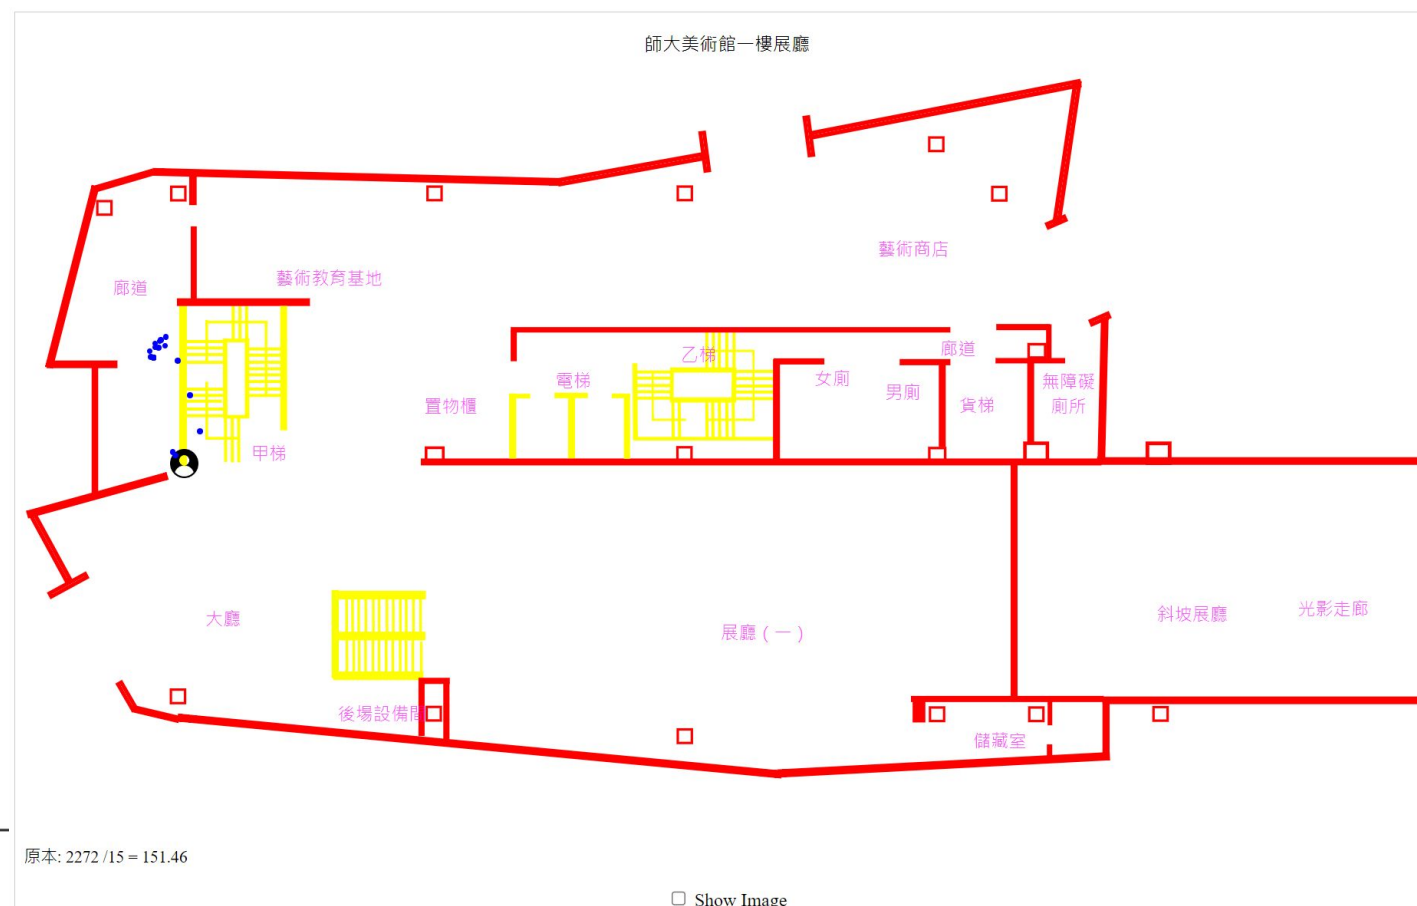 師大美術館一樓展廳
藝術商店
藝術教育基地
廊道
廊道
乙梯
女廁
電梯
無障礙
廁所
男廁
貨梯
置物櫃
甲梯
光影走廊
斜坡展廳
大廳
展廳 ( 一 )
後場設備間
儲藏室
原本: 2272 /15 = 151.46
Show Image